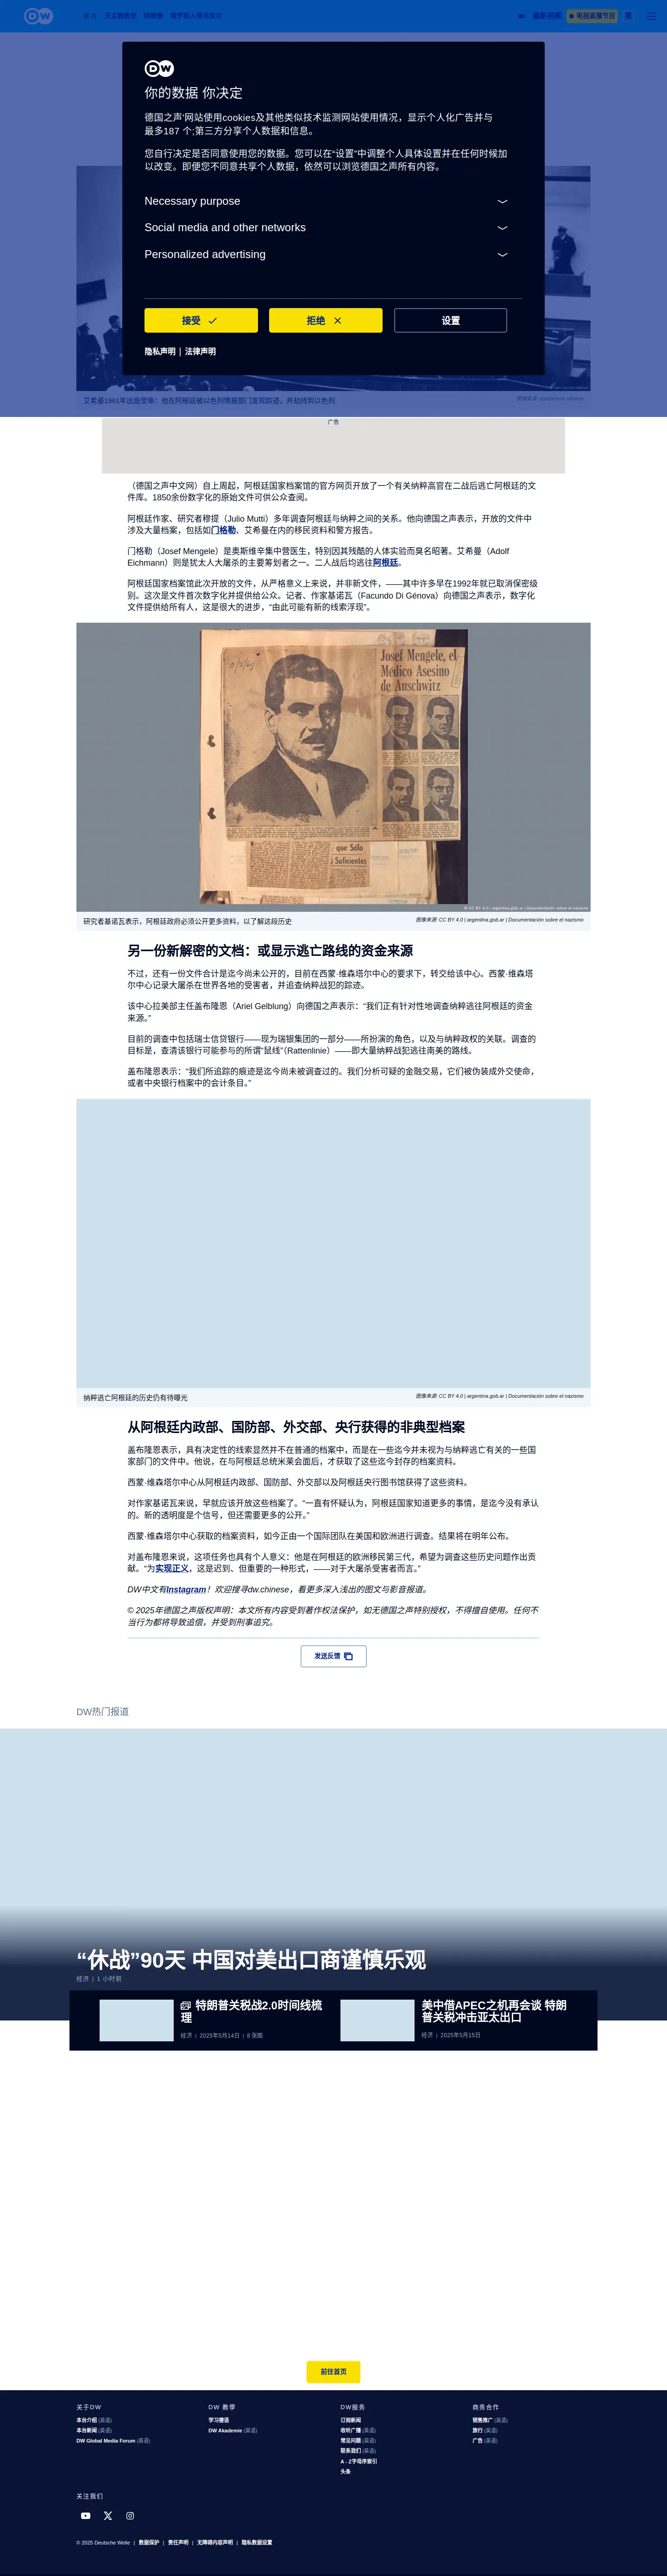 DW
焦点
天主教教宗
特朗普
俄罗斯入侵乌克兰
最新视频
电视直播节目
繁
DW
你的数据 你决定
德国之声'网站使用cookies及其他类似技术监测网站使用情况，显示个人化广告并与
最多187 个;第三方分享个人数据和信息。
您自行决定是否同意使用您的数据。您可以在“设置”中调整个人具体设置并在任何时候加
以改变。即便您不同意共享个人数据，依然可以浏览德国之声所有内容。
Necessary purpose
Social media and other networks
Personalized advertising
接受
拒绝
设置
隐私声明 | 法律声明
艾希曼1961年出庭受审：他在阿根廷被以色列情报部门发现踪迹，并劫持到以色列
广告
（德国之声中文网）自上周起，阿根廷国家档案馆的官方网页开放了一个有关纳粹高官在二战后逃亡阿根廷的文
件库。1850余份数字化的原始文件可供公众查阅。
阿根廷作家、研究者穆提（Julio Mutti）多年调查阿根廷与纳粹之间的关系。他向德国之声表示，开放的文件中
涉及大量档案，包括如门格勒、艾希曼在内的移民资料和警方报告。
门格勒（Josef Mengele）是奥斯维辛集中营医生，特别因其残酷的人体实验而臭名昭著。艾希曼（Adolf
Eichmann）则是犹太人大屠杀的主要筹划者之一。二人战后均逃往阿根廷。
阿根廷国家档案馆此次开放的文件，从严格意义上来说，并非新文件，——其中许多早在1992年就已取消保密级
别。这次是文件首次数字化并提供给公众。记者、作家基诺瓦（Facundo Di Génova）向德国之声表示，数字化
文件提供给所有人，这是很大的进步，“由此可能有新的线索浮现”。
Josef Mengele, el
Médico Asesino
de Auschwitz
que Sólo
Suficientes
© CC BY 4.0 | argentina.gob.ar | Documentación sobre el nazismo
研究者基诺瓦表示，阿根廷政府必须公开更多资料，以了解这段历史
图像来源: CC BY 4.0 | argentina.gob.ar | Documentación sobre el nazismo
另一份新解密的文档：或显示逃亡路线的资金来源
不过，还有一份文件合计是迄今尚未公开的，目前在西蒙·维森塔尔中心的要求下，转交给该中心。西蒙·维森塔
尔中心记录大屠杀在世界各地的受害者，并追查纳粹战犯的踪迹。
该中心拉美部主任盖布隆恩（Ariel Gelblung）向德国之声表示：“我们正有针对性地调查纳粹逃往阿根廷的资金
来源。”
目前的调查中包括瑞士信贷银行——现为瑞银集团的一部分——所扮演的角色，以及与纳粹政权的关联。调查的
目标是，查清该银行可能参与的所谓“鼠线”（Rattenlinie）——即大量纳粹战犯逃往南美的路线。
盖布隆恩表示：“我们所追踪的痕迹是迄今尚未被调查过的。我们分析可疑的金融交易，它们被伪装成外交使命，
或者中央银行档案中的会计条目。”
纳粹逃亡阿根廷的历史仍有待曝光
图像来源: CC BY 4.0 | argentina.gob.ar | Documentación sobre el nazismo
从阿根廷内政部、国防部、外交部、央行获得的非典型档案
盖布隆恩表示，具有决定性的线索显然并不在普通的档案中，而是在一些迄今并未视为与纳粹逃亡有关的一些国
家部门的文件中。他说，在与阿根廷总统米莱会面后，才获取了这些迄今封存的档案资料。
西蒙·维森塔尔中心从阿根廷内政部、国防部、外交部以及阿根廷央行图书馆获得了这些资料。
对作家基诺瓦来说，早就应该开放这些档案了。“一直有怀疑认为，阿根廷国家知道更多的事情，是迄今没有承认
的。新的透明度是个信号，但还需要更多的公开。”
西蒙·维森塔尔中心获取的档案资料，如今正由一个国际团队在美国和欧洲进行调查。结果将在明年公布。
对盖布隆恩来说，这项任务也具有个人意义：他是在阿根廷的欧洲移民第三代，希望为调查这些历史问题作出贡
献。“为实现正义，这是迟到、但重要的一种形式，——对于大屠杀受害者而言。”
DW中文有Instagram！欢迎搜寻dw.chinese，看更多深入浅出的图文与影音报道。
© 2025年德国之声版权声明：本文所有内容受到著作权法保护，如无德国之声特别授权，不得擅自使用。任何不
当行为都将导致追偿，并受到刑事追究。
发送反馈
DW热门报道
“休战”90天 中国对美出口商谨慎乐观
经济 | 1 小时前
特朗普关税战2.0时间线梳
理
经济 | 2025年5月14日 | 8 张图
美中借APEC之机再会谈 特朗
普关税冲击亚太出口
经济 | 2025年5月15日
前往首页
关于DW
本台介绍 (英语)
本台新闻 (英语)
DW Global Media Forum (英语)
DW 教學
学习德语
DW Akademie (英语)
DW服务
订阅新闻
收听广播 (英语)
常见问题 (英语)
联系我们 (英语)
A - Z字母序索引
头条
商务合作
销售推广 (英语)
旅行 (英语)
广告 (英语)
关注我们
© 2025 Deutsche Welle | 数据保护 | 责任声明 | 无障碍内容声明 | 隐私数据设置